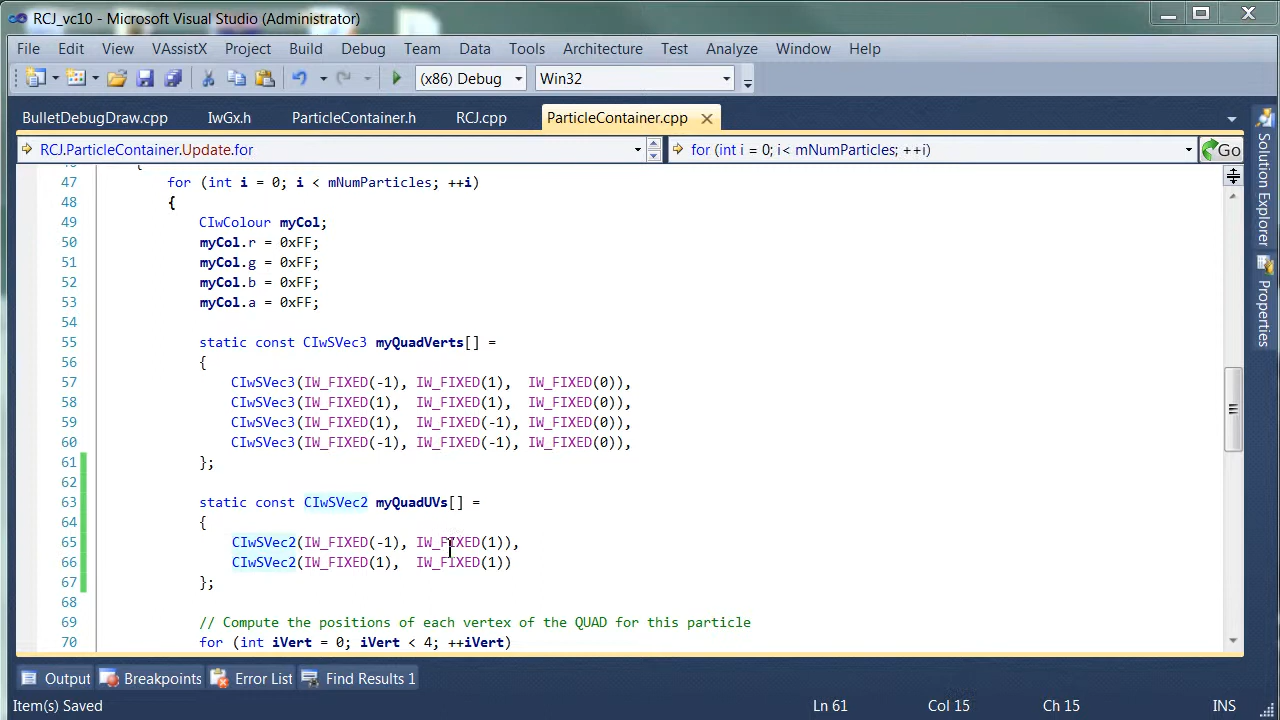 RCJ_vc10 - Microsoft Visual Studio (Administrator)
File Edit View VAssistX Project Build Debug Team Data Tools Architecture Test Analyze Window Help
(x86) Debug Win32
BulletDebugDraw.cpp IwGx.h ParticleContainer.h RCJ.cpp ParticleContainer.cpp
RCJ.ParticleContainer.Update.for for (int i = 0; i< mNumParticles; ++i) Go
47 for (int i = 0; i < mNumParticles; ++i)
48 {
49 CIwColour myCol;
50 myCol.r = 0xFF;
51 myCol.g = 0xFF;
52 myCol.b = 0xFF;
53 myCol.a = 0xFF;
54
55 static const CIwSVec3 myQuadVerts[] =
56 {
57 CIwSVec3(IW_FIXED(-1), IW_FIXED(1), IW_FIXED(0)),
58 CIwSVec3(IW_FIXED(1), IW_FIXED(1), IW_FIXED(0)),
59 CIwSVec3(IW_FIXED(1), IW_FIXED(-1), IW_FIXED(0)),
60 CIwSVec3(IW_FIXED(-1), IW_FIXED(-1), IW_FIXED(0)),
61 };
62
63 static const CIwSVec2 myQuadUVs[] =
64 {
65 CIwSVec2(IW_FIXED(-1), IW_FIXED(1)),
66 CIwSVec2(IW_FIXED(1), IW_FIXED(1))
67 };
68
69 // Compute the positions of each vertex of the QUAD for this particle
70 for (int iVert = 0; iVert < 4; ++iVert)
Solution Explorer
Properties
Output Breakpoints Error List Find Results 1
Item(s) Saved Ln 61 Col 15 Ch 15 INS